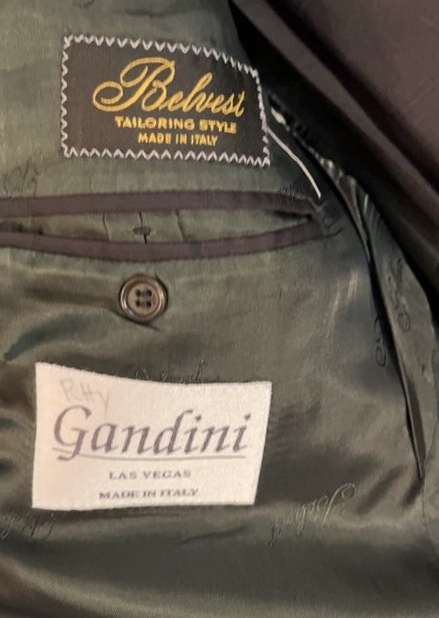 Belvest
TAILORING STYLE
MADE IN ITALY
Gandini
LAS VEGAS
MADE IN ITALY